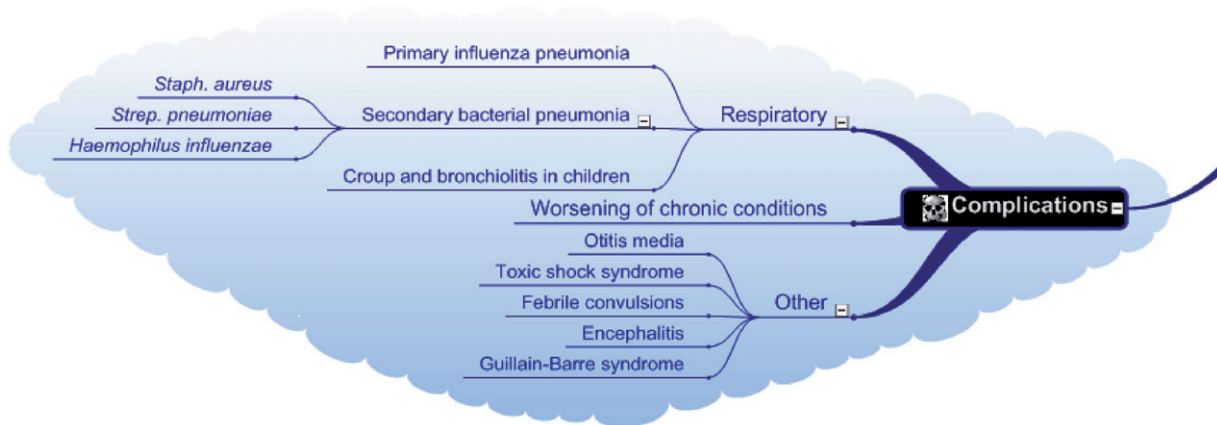 Primary influenza pneumonia
Staph. aureus
Strep. pneumoniae
Haemophilus influenzae
Secondary bacterial pneumonia
Respiratory
Croup and bronchiolitis in children
Complications
Worsening of chronic conditions
Otitis media
Toxic shock syndrome
Febrile convulsions
Other
Encephalitis
Guillain-Barre syndrome